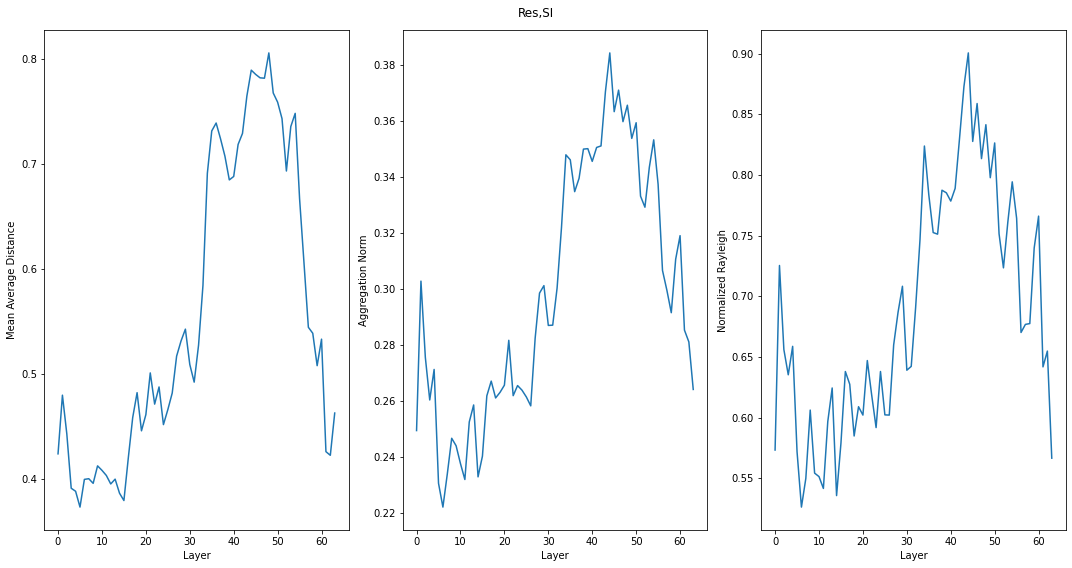 Res,SI
Mean Average Distance
0.8
0.7
0.6
0.5
0.4
0 10 20 30 40 50 60
Layer
Aggregation Norm
0.38
0.36
0.34
0.32
0.30
0.28
0.26
0.24
0.22
0 10 20 30 40 50 60
Layer
Normalized Rayleigh
0.90
0.85
0.80
0.75
0.70
0.65
0.60
0.55
0 10 20 30 40 50 60
Layer